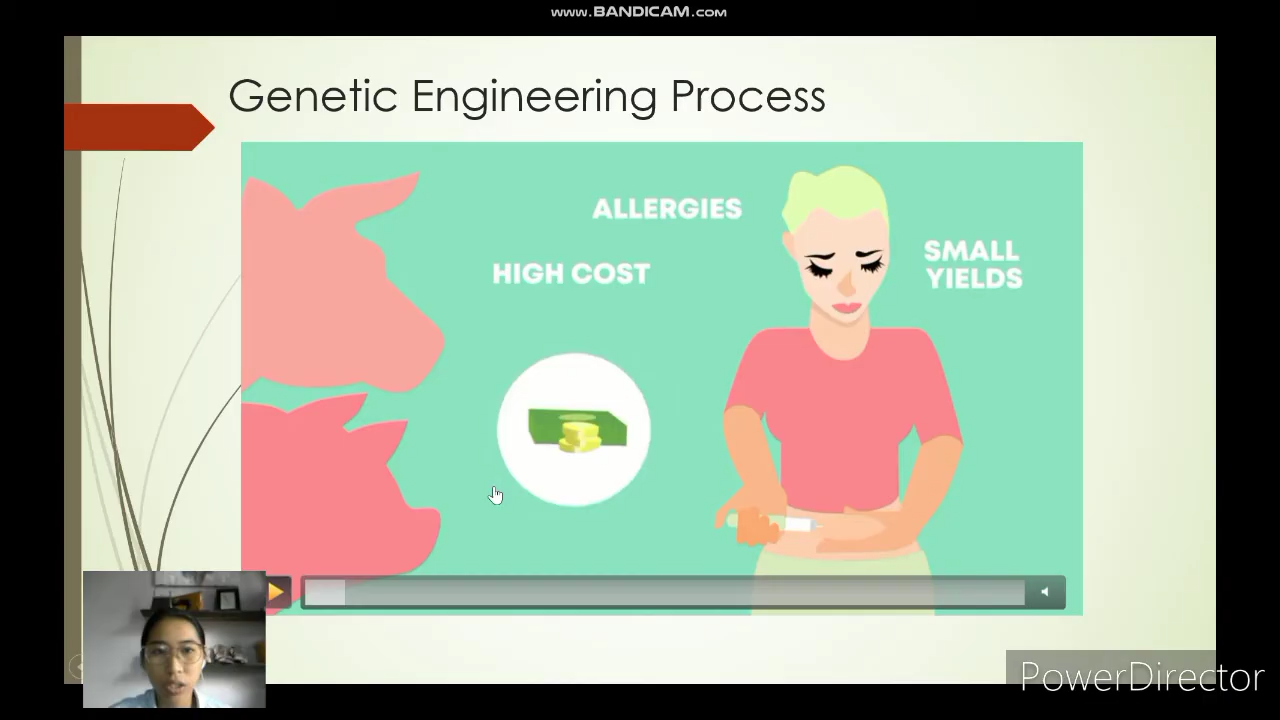 www.BANDICAM.com
Genetic Engineering Process
ALLERGIES
HIGH COST
SMALL
YIELDS
PowerDirector